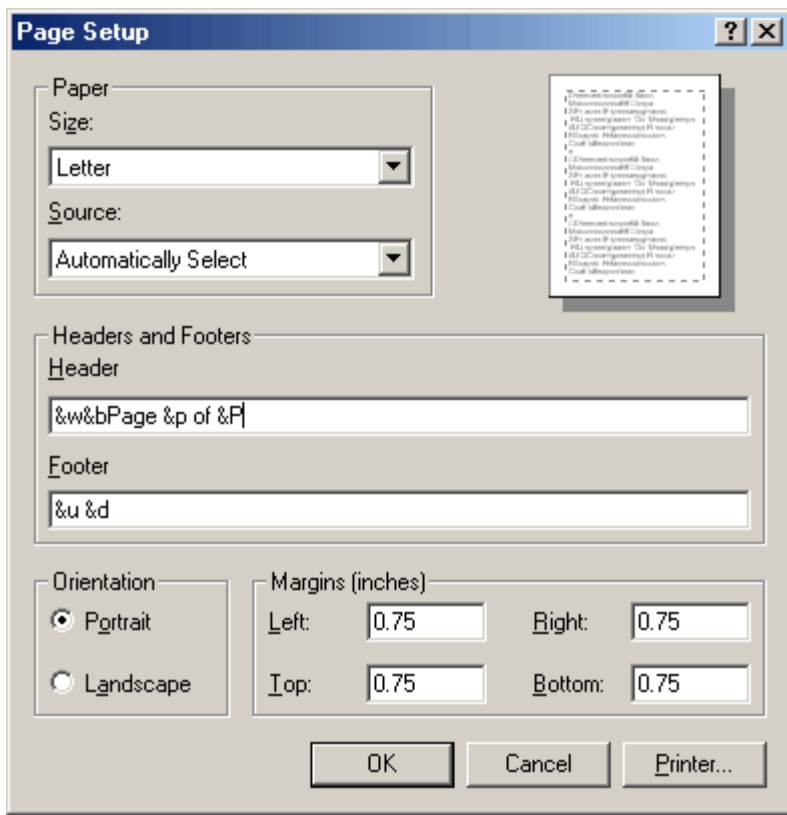 Page Setup
Paper
Size:
Letter
Source:
Automatically Select
Headers and Footers
Header
&w&bPage &p of &P
Footer
&u &d
Orientation
Portrait
Landscape
Margins (inches)
Left: 0.75 Right: 0.75
Top: 0.75 Bottom: 0.75
OK Cancel Printer...